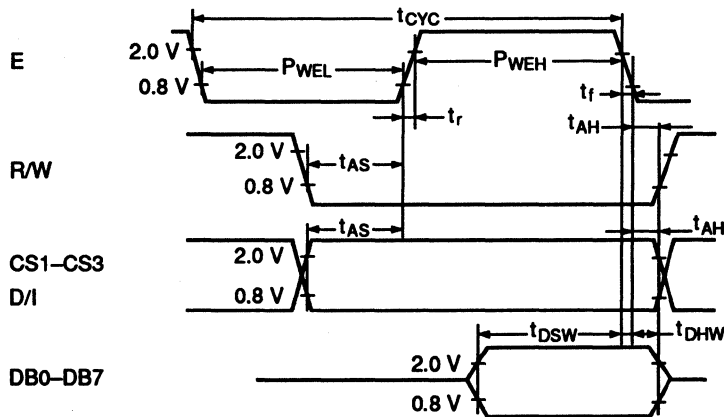 tCYC
E
2.0 V
0.8 V
PWEL
PWEH
tr
tf
tAH
R/W
2.0 V
0.8 V
tAS
tAS
tAH
CS1–CS3
D/I
2.0 V
0.8 V
tDSW
tDHW
DB0–DB7
2.0 V
0.8 V